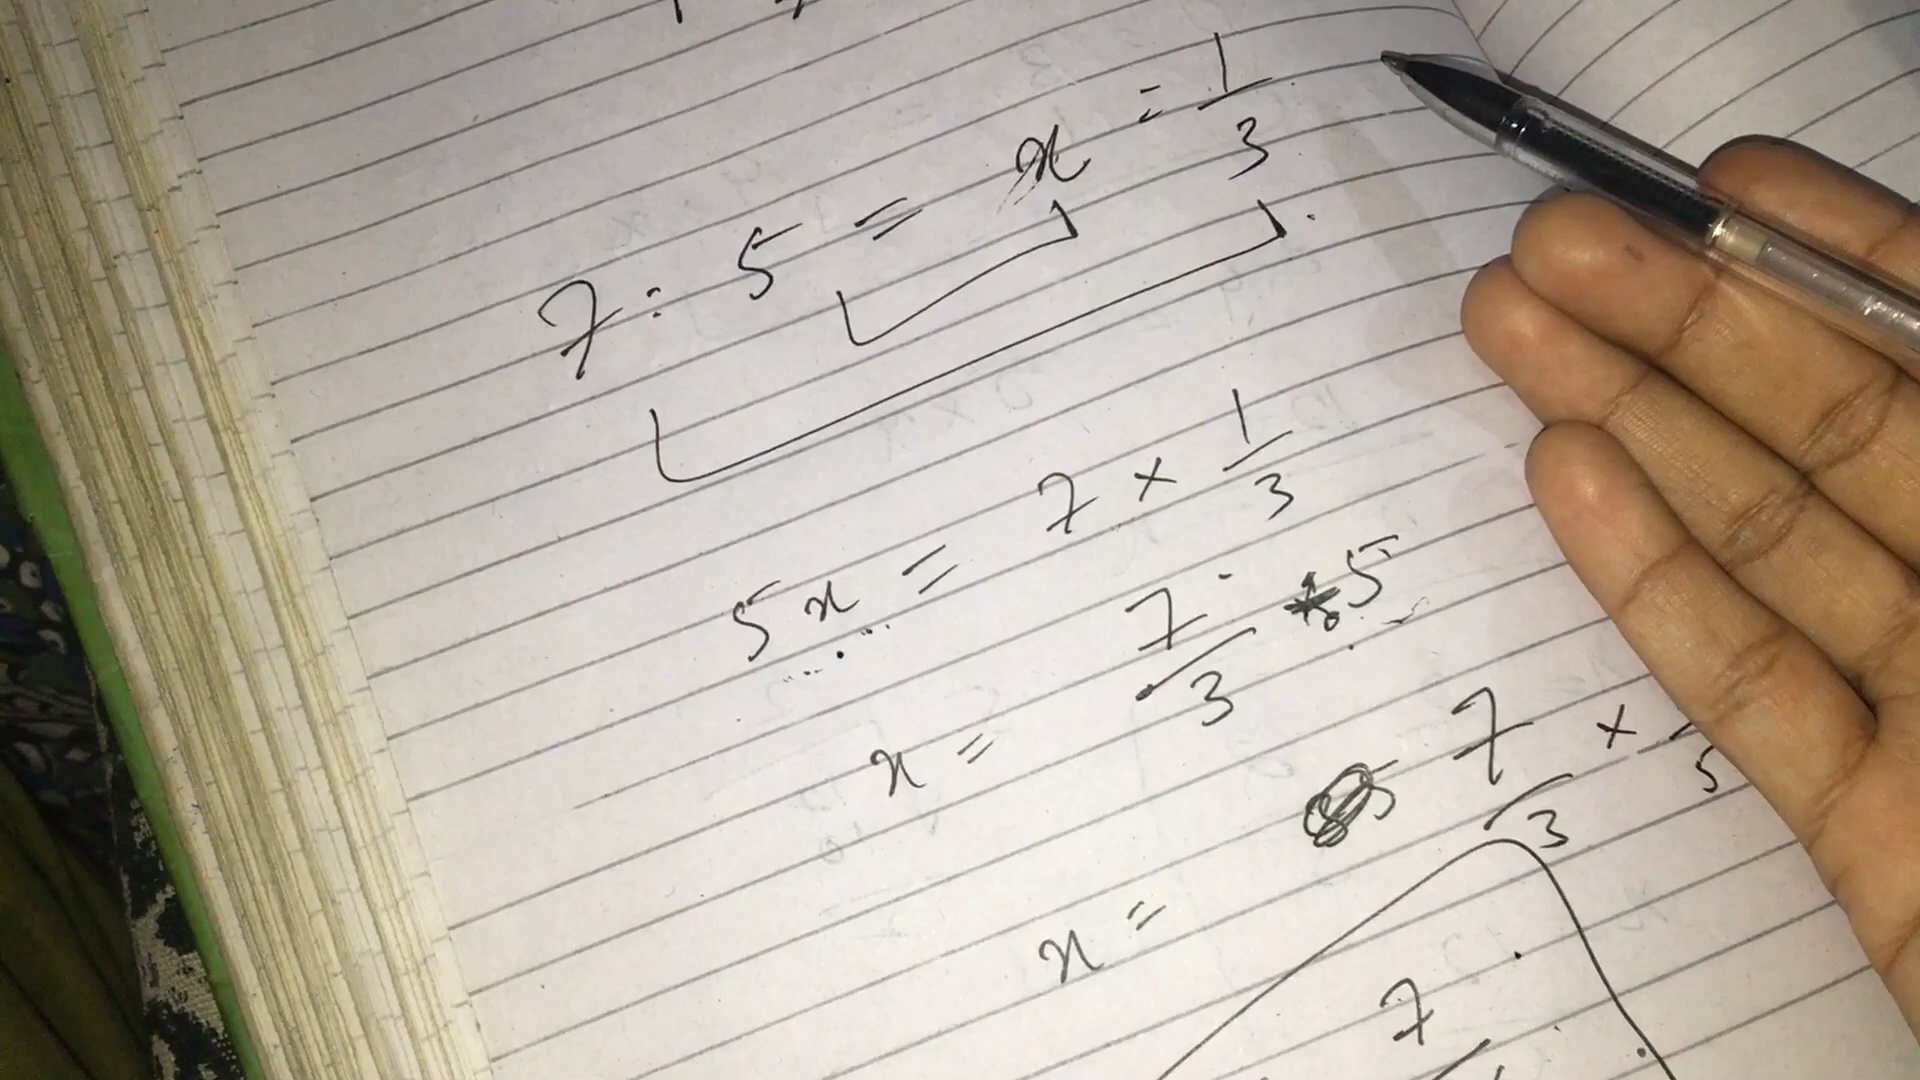 7 : 5 = x : 1/3
5x = 7 × 1/3
x = 7/3 ÷ 5
x = 7/3 × 1/5
7